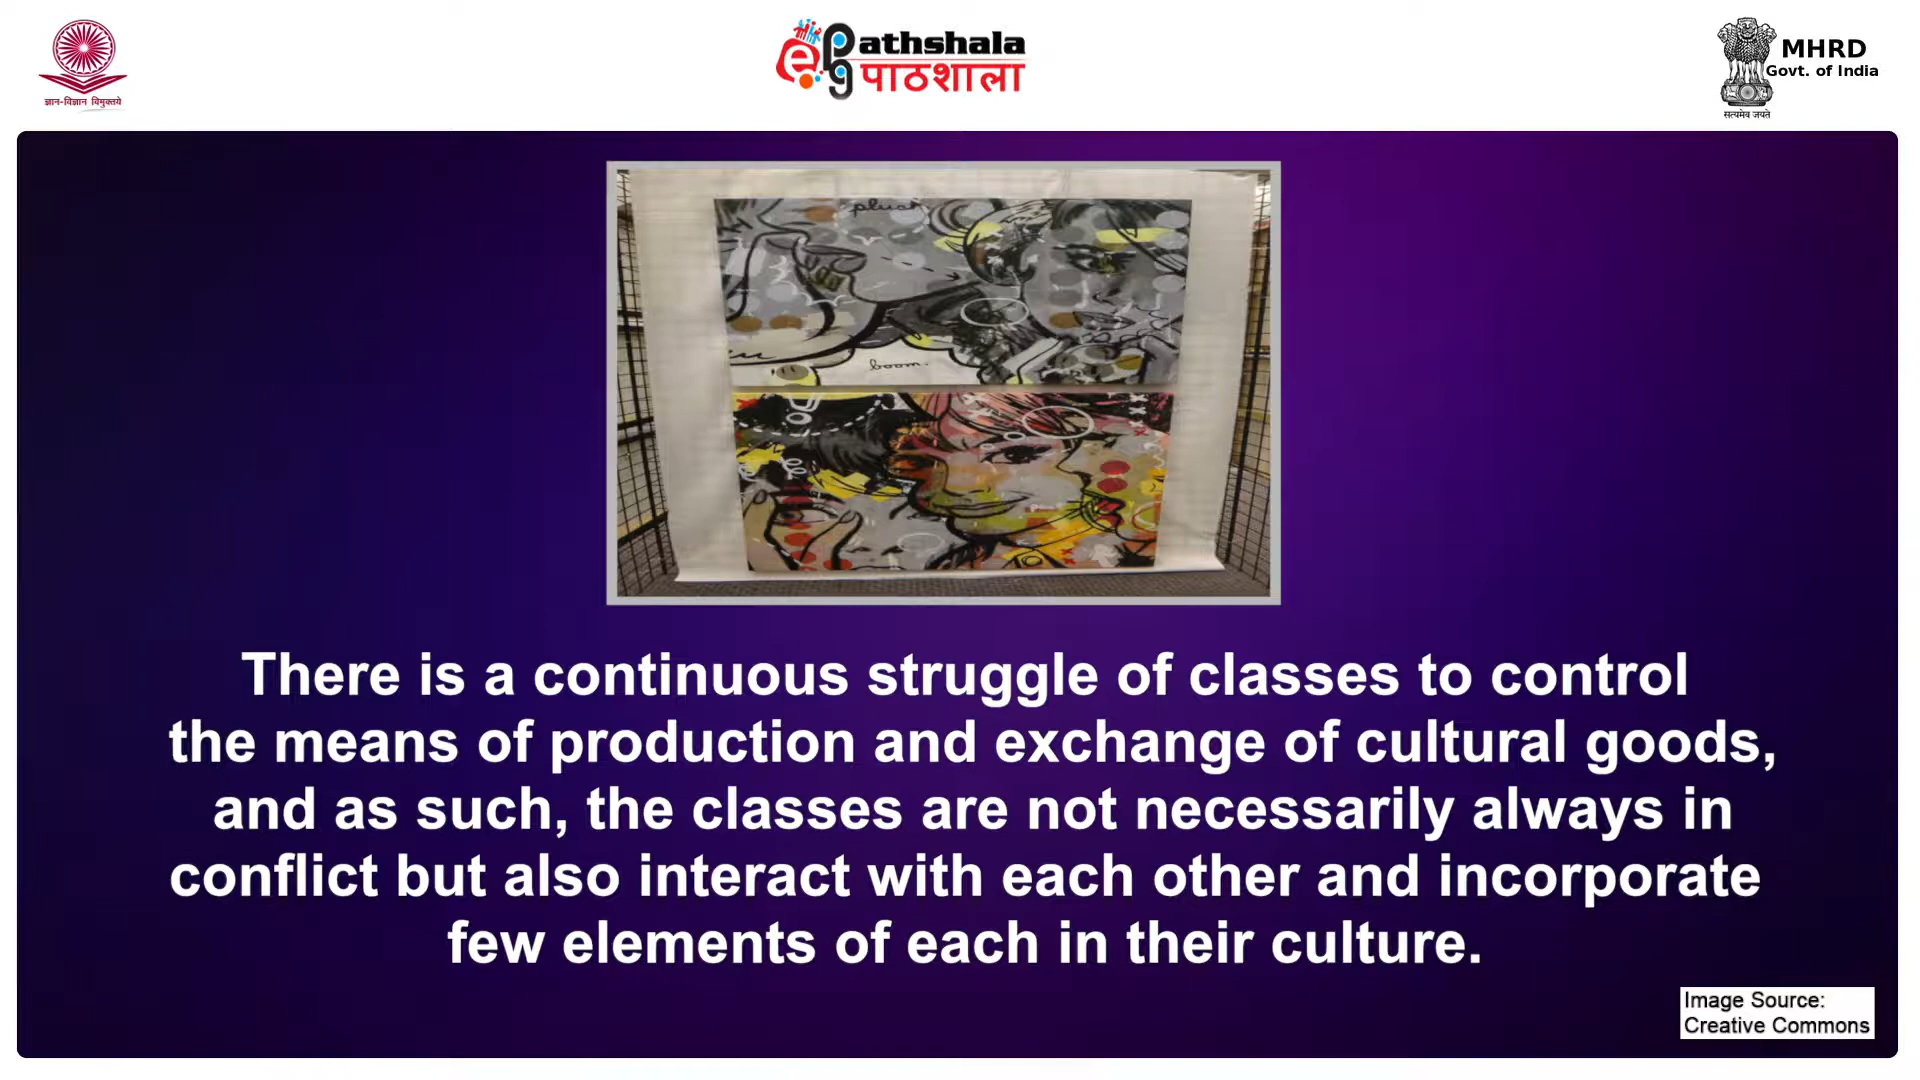 ज्ञान-विज्ञान विमुक्तये
ePG athshala
पाठशाला
MHRD
Govt. of India
सत्यमेव जयते
plush
boom.
There is a continuous struggle of classes to control
the means of production and exchange of cultural goods,
and as such, the classes are not necessarily always in
conflict but also interact with each other and incorporate
few elements of each in their culture.
Image Source:
Creative Commons